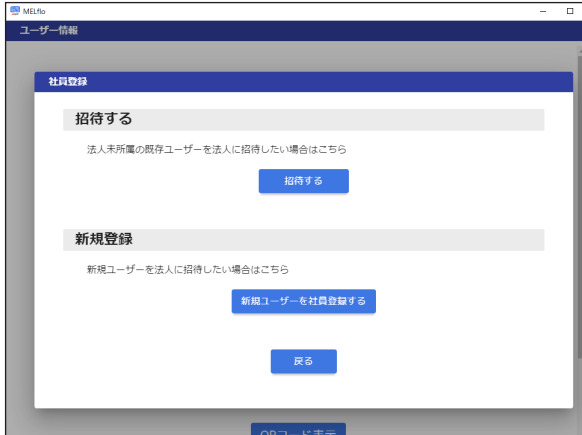 MELflo
ユーザー情報
社員登録
招待する
法人未所属の既存ユーザーを法人に招待したい場合はこちら
招待する
新規登録
新規ユーザーを法人に招待したい場合はこちら
新規ユーザーを社員登録する
戻る
QRコード表示